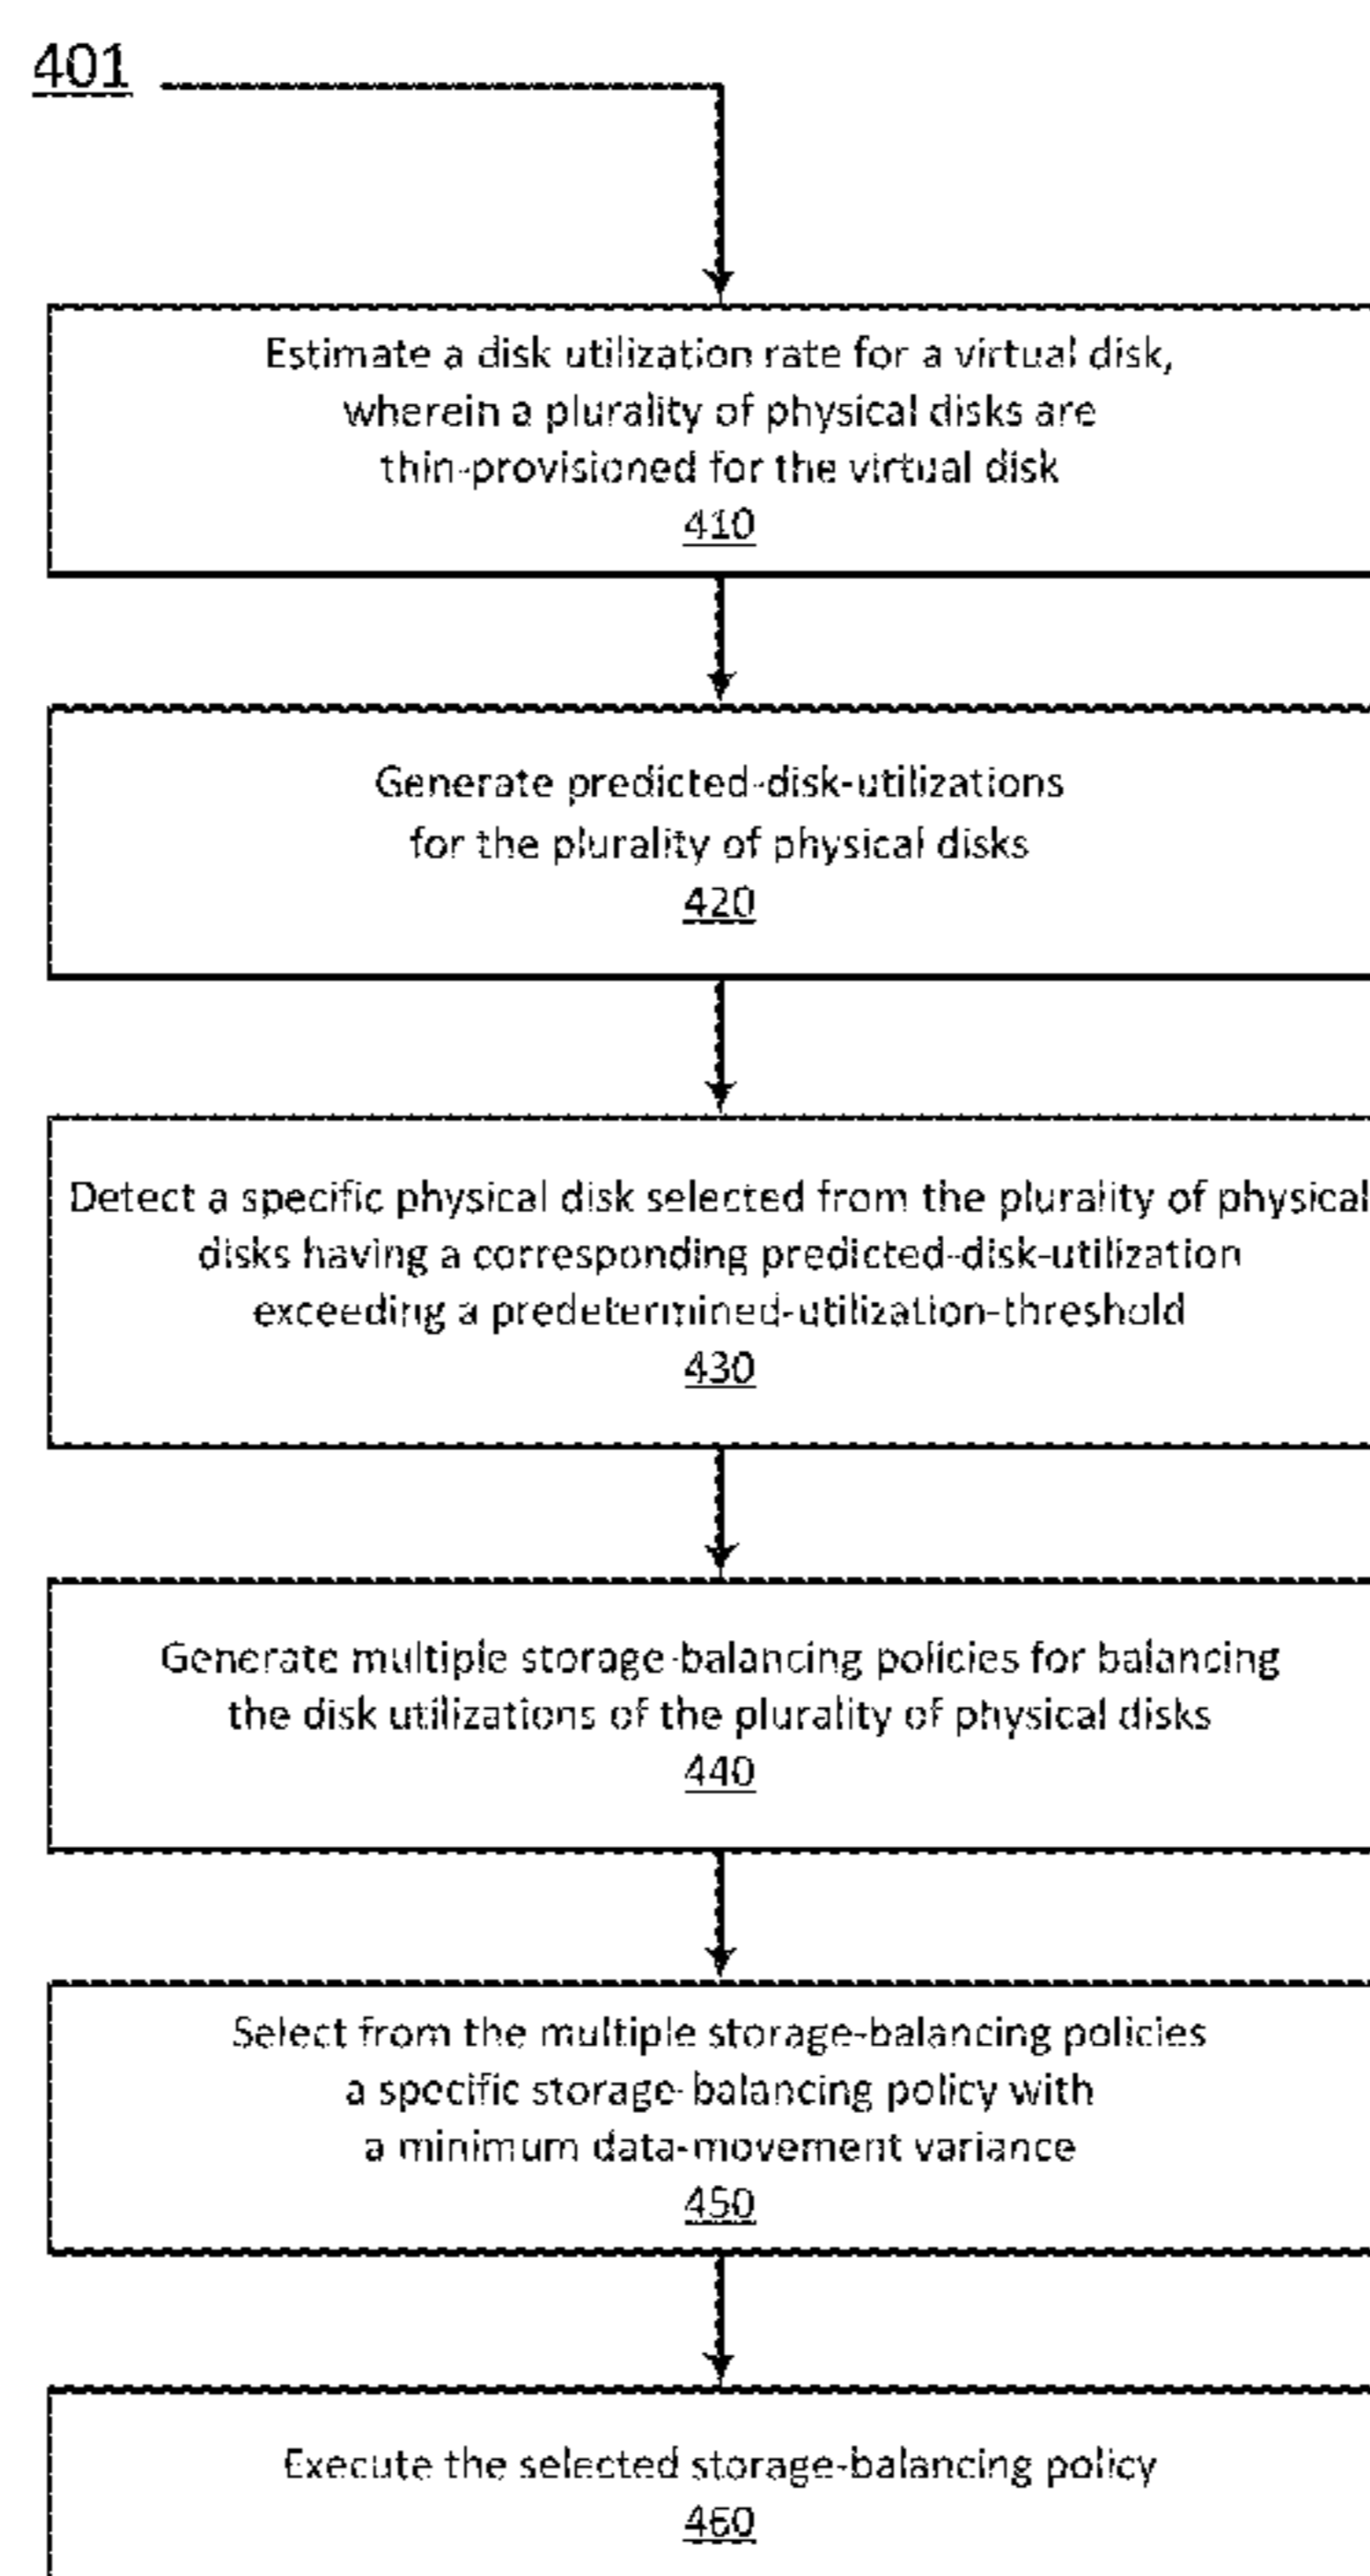 401
Estimate a disk utilization rate for a virtual disk,
wherein a plurality of physical disks are
thin-provisioned for the virtual disk
410
Generate predicted-disk-utilizations
for the plurality of physical disks
420
Detect a specific physical disk selected from the plurality of physical
disks having a corresponding predicted-disk-utilization
exceeding a predetermined-utilization-threshold
430
Generate multiple storage-balancing policies for balancing
the disk utilizations of the plurality of physical disks
440
Select from the multiple storage-balancing policies
a specific storage-balancing policy with
a minimum data-movement variance
450
Execute the selected storage-balancing policy
460